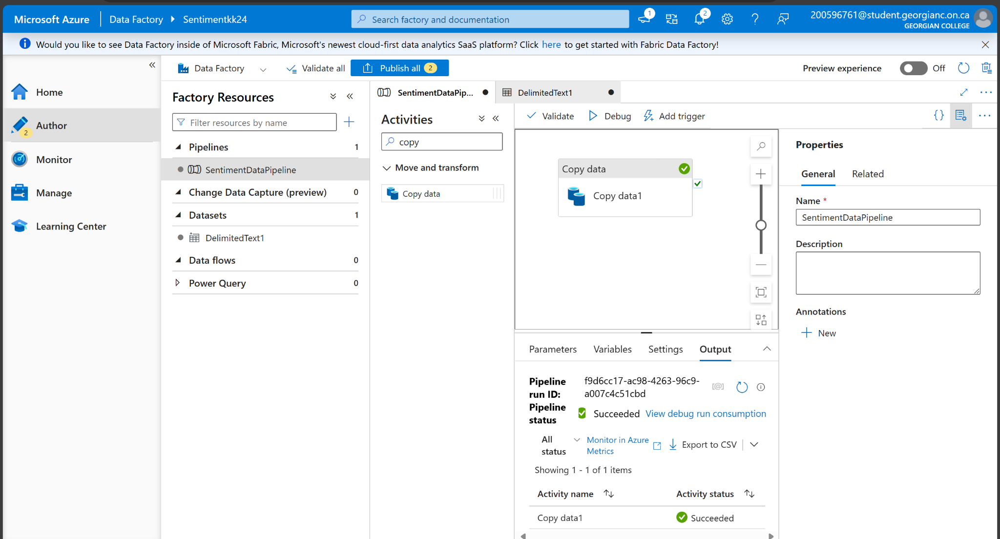 Microsoft Azure
Data Factory
Sentimentkk24
Search factory and documentation
1
2
200596761@student.georgianc.on.ca
GEORGIAN COLLEGE
Would you like to see Data Factory inside of Microsoft Fabric, Microsoft's newest cloud-first data analytics SaaS platform? Click here to get started with Fabric Data Factory!
Home
Author
2
Monitor
Manage
Learning Center
Data Factory
Validate all
Publish all 2
Preview experience
Off
Factory Resources
Filter resources by name
Pipelines 1
SentimentDataPipeline
Change Data Capture (preview) 0
Datasets 1
DelimitedText1
Data flows 0
Power Query 0
SentimentDataPip...
DelimitedText1
Activities
copy
Move and transform
Copy data
Validate
Debug
Add trigger
Copy data
Copy data1
Parameters
Variables
Settings
Output
Pipeline
run ID:
f9d6cc17-ac98-4263-96c9-
a007c4c51cbd
Pipeline
status
Succeeded
View debug run consumption
All
status
Monitor in Azure
Metrics
Export to CSV
Showing 1 - 1 of 1 items
Activity name
Activity status
Copy data1
Succeeded
Properties
General
Related
Name *
SentimentDataPipeline
Description
Annotations
New